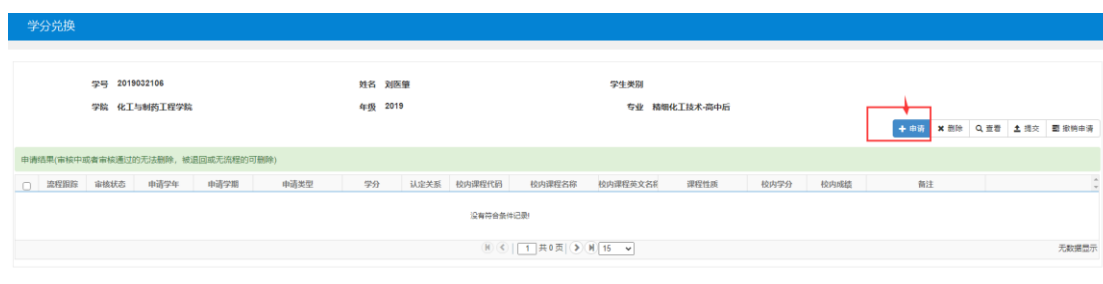 学分兑换
学号 2019032106 姓名 刘医肇 学生类别
学院 化工与制药工程学院 年级 2019 专业 精细化工技术-高中后
申请 删除 查看 提交 撤销申请
申请结果(审核中或者审核通过的无法删除，被退回或无流程的可删除)
流程跟踪 审核状态 申请学年 申请学期 申请类型 学分 认定关系 校内课程代码 校内课程名称 校内课程英文名称 课程性质 校内学分 校内成绩 备注
没有符合条件记录!
1 共 0 页 15 无数据显示